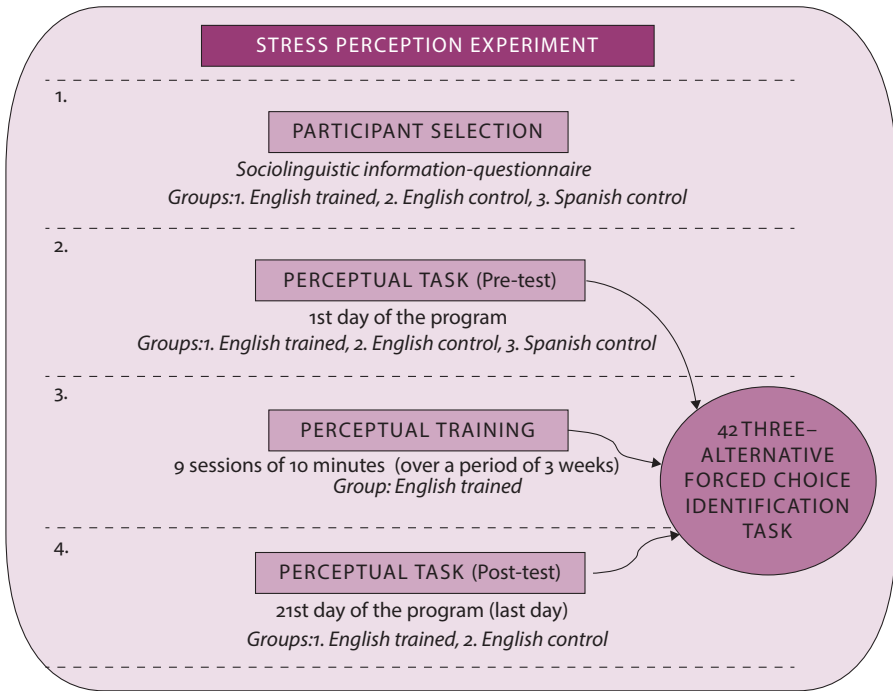 STRESS PERCEPTION EXPERIMENT
1.
PARTICIPANT SELECTION
Sociolinguistic information-questionnaire
Groups:1. English trained, 2. English control, 3. Spanish control
2.
PERCEPTUAL TASK (Pre-test)
1st day of the program
Groups:1. English trained, 2. English control, 3. Spanish control
3.
PERCEPTUAL TRAINING
9 sessions of 10 minutes (over a period of 3 weeks)
Group: English trained
42 THREE–
ALTERNATIVE
FORCED CHOICE
IDENTIFICATION
TASK
4.
PERCEPTUAL TASK (Post-test)
21st day of the program (last day)
Groups:1. English trained, 2. English control